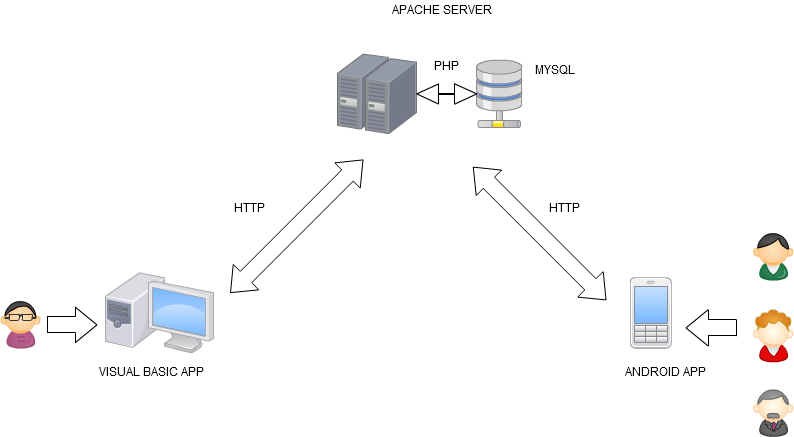 APACHE SERVER
PHP
MYSQL
HTTP
HTTP
VISUAL BASIC APP
ANDROID APP